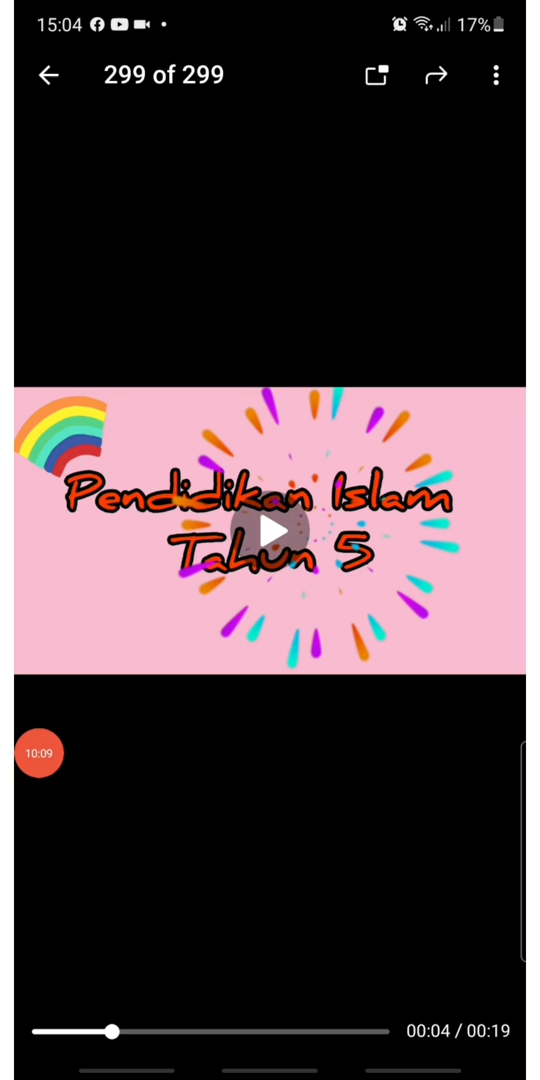 15:04
17%
299 of 299
Pendidikan Islam
Tahun 5
10:09
00:04 / 00:19